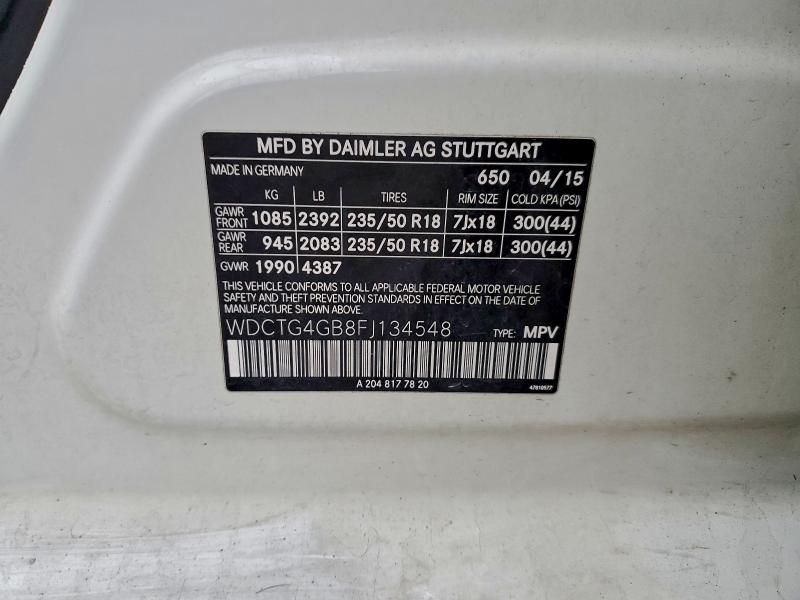 MFD BY DAIMLER AG STUTTGART
MADE IN GERMANY 650 04/15
KG LB TIRES RIM SIZE COLD KPA (PSI)
GAWR FRONT 1085 2392 235/50 R18 7Jx18 300(44)
GAWR REAR 945 2083 235/50 R18 7Jx18 300(44)
GVWR 1990 4387
THIS VEHICLE CONFORMS TO ALL APPLICABLE FEDERAL MOTOR VEHICLE
SAFETY AND THEFT PREVENTION STANDARDS IN EFFECT ON THE DATE OF
MANUFACTURE SHOWN ABOVE.
WDCTG4GB8FJ134548 TYPE: MPV
A 204 817 78 20 47810577